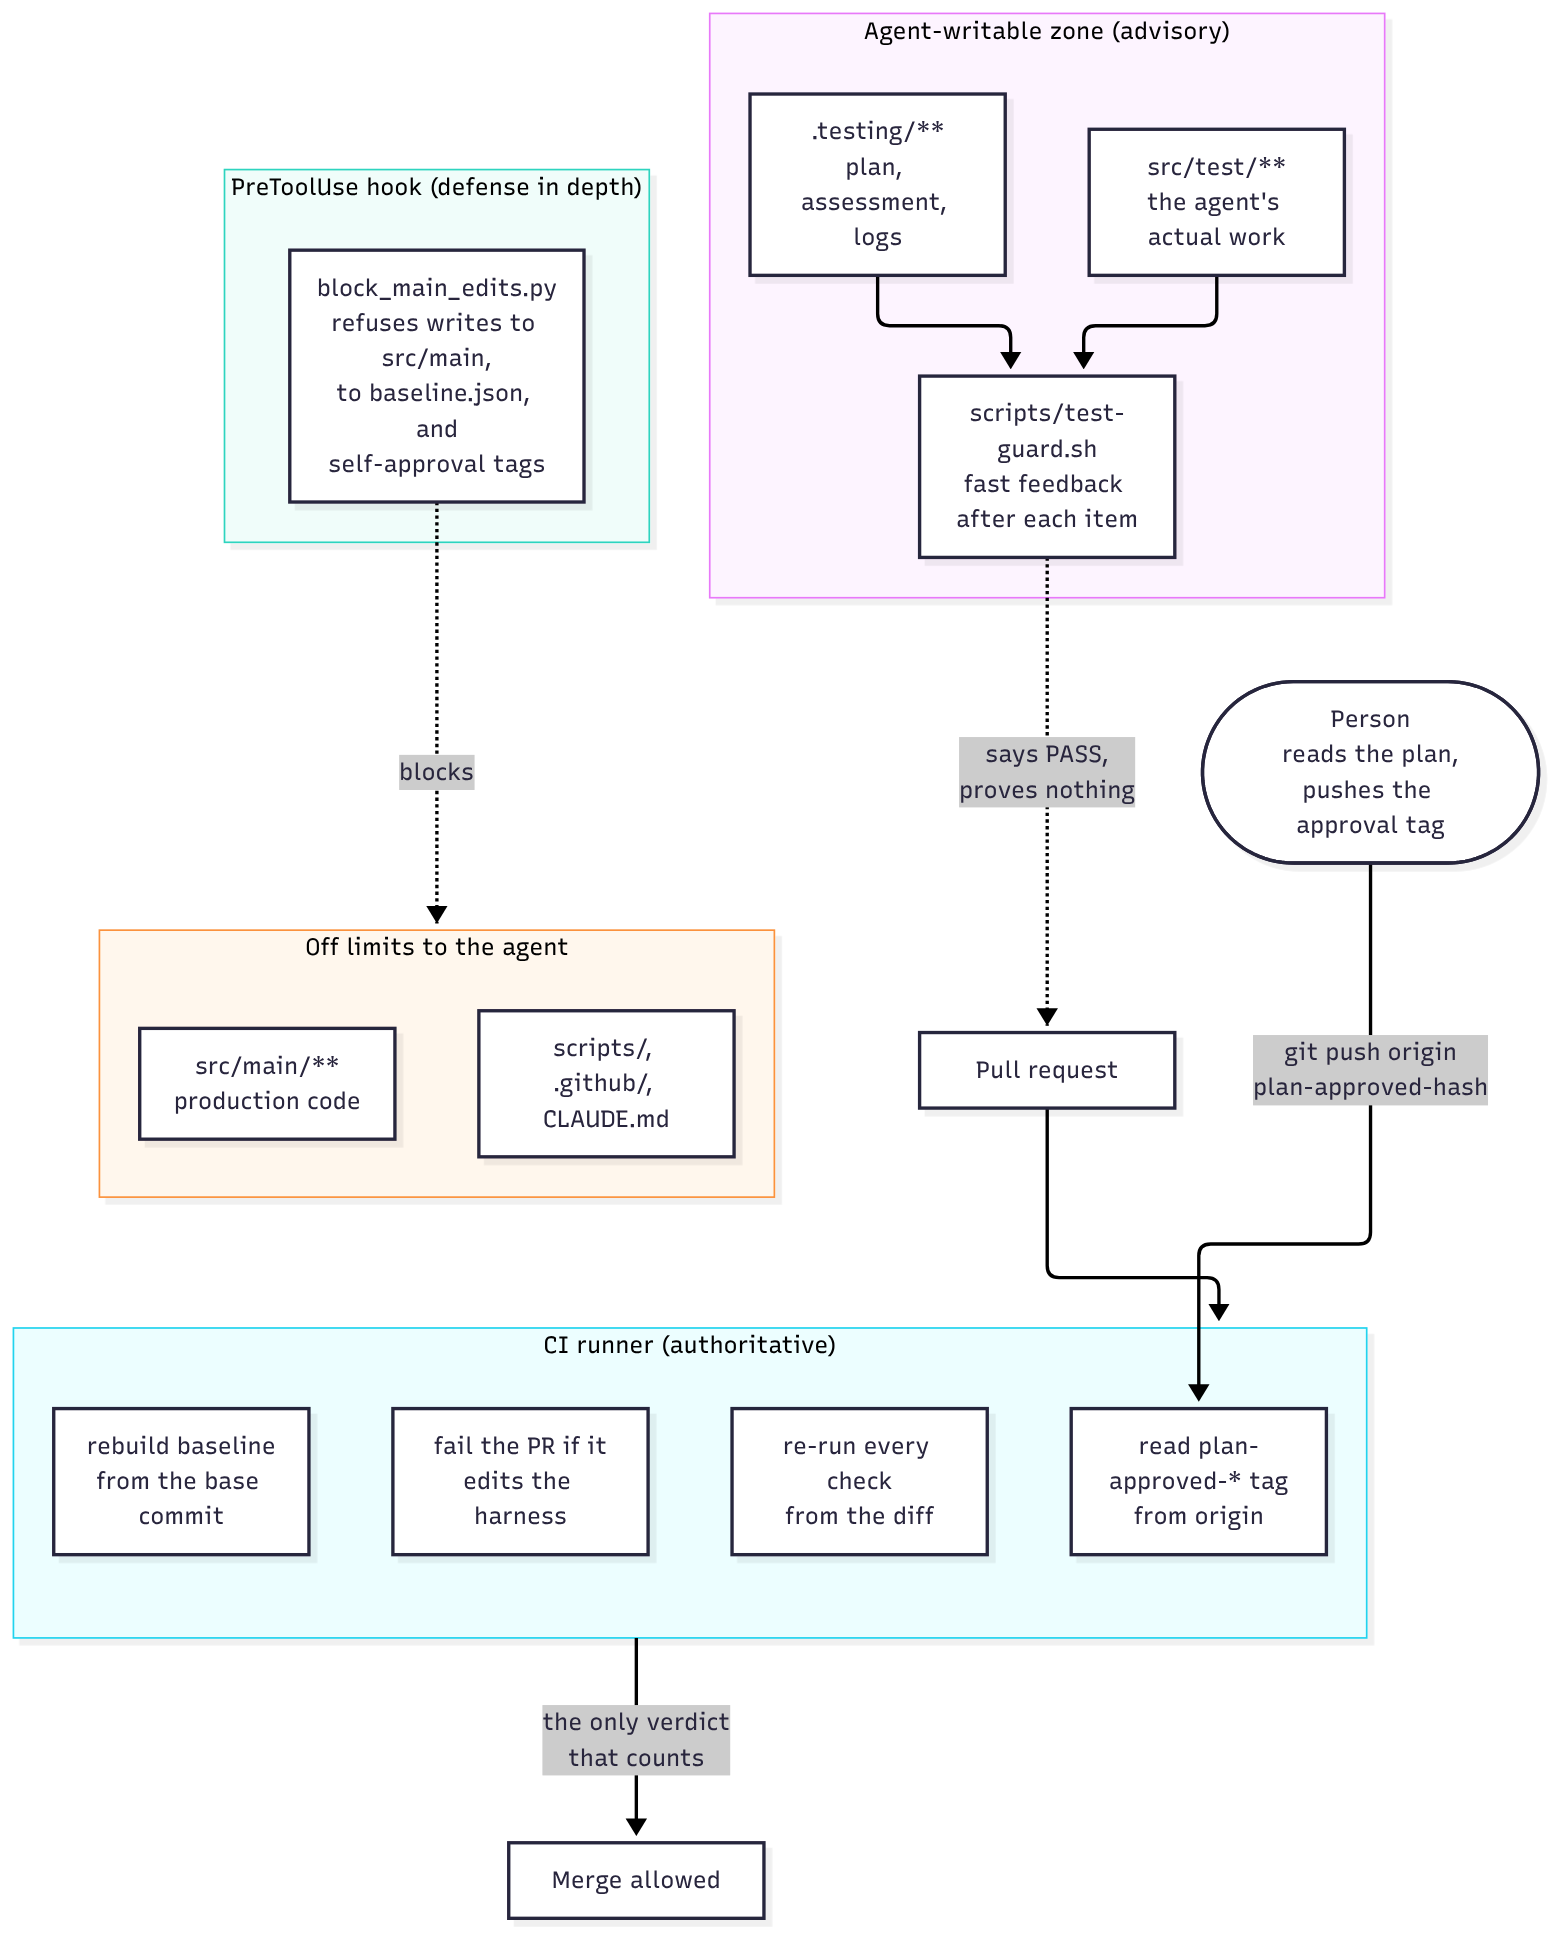 Agent-writable zone (advisory)
.testing/**
plan,
assessment,
logs
src/test/**
the agent's
actual work
PreToolUse hook (defense in depth)
block_main_edits.py
refuses writes to
src/main,
to baseline.json,
and
self-approval tags
scripts/test-
guard.sh
fast feedback
after each item
Person
reads the plan,
pushes the
approval tag
blocks
says PASS,
proves nothing
Off limits to the agent
src/main/**
production code
scripts/,
.github/,
CLAUDE.md
Pull request
git push origin
plan-approved-hash
CI runner (authoritative)
rebuild baseline
from the base
commit
fail the PR if it
edits the
harness
re-run every
check
from the diff
read plan-
approved-* tag
from origin
the only verdict
that counts
Merge allowed